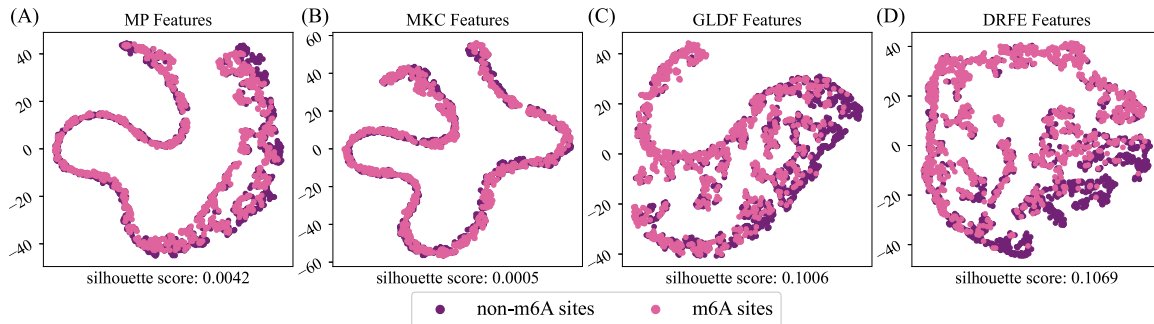 (A) MP Features
(B) MKC Features
(C) GLDF Features
(D) DRFE Features
40
20
0
−20
−40
60
40
20
0
−20
−40
−60
40
20
0
−20
−40
40
20
0
−20
−40
silhouette score: 0.0042
silhouette score: 0.0005
silhouette score: 0.1006
silhouette score: 0.1069
non-m6A sites
m6A sites